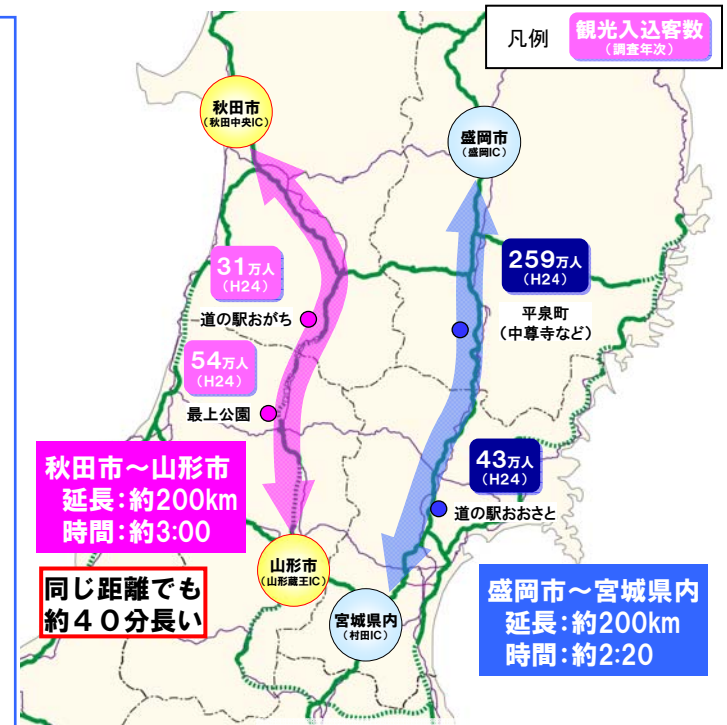 凡例
観光入込客数
(調査年次)
秋田市
(秋田中央IC)
盛岡市
(盛岡IC)
31万人
(H24)
道の駅おがち
259万人
(H24)
平泉町
(中尊寺など)
54万人
(H24)
最上公園
秋田市～山形市
延長:約200km
時間:約3:00
43万人
(H24)
道の駅おおさと
同じ距離でも
約４０分長い
山形市
(山形蔵王IC)
宮城県内
(村田IC)
盛岡市～宮城県内
延長:約200km
時間:約2:20